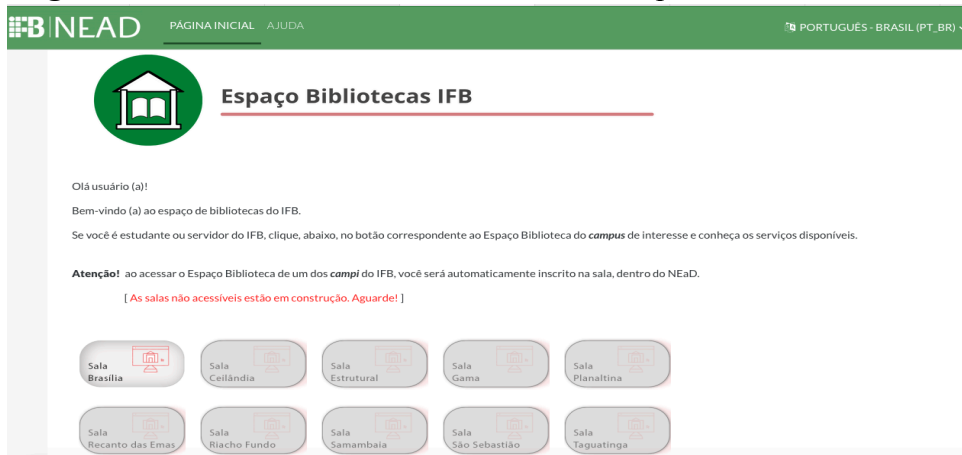 IFB NEAD PÁGINA INICIAL AJUDA PORTUGUÊS - BRASIL (PT_BR)
Espaço Bibliotecas IFB
Olá usuário (a)!
Bem-vindo (a) ao espaço de bibliotecas do IFB.
Se você é estudante ou servidor do IFB, clique, abaixo, no botão correspondente ao Espaço Biblioteca do campus de interesse e conheça os serviços disponíveis.
Atenção! ao acessar o Espaço Biblioteca de um dos campi do IFB, você será automaticamente inscrito na sala, dentro do NEaD.
[ As salas não acessíveis estão em construção. Aguarde! ]
Sala
Brasília
Sala
Ceilândia
Sala
Estrutural
Sala
Gama
Sala
Planaltina
Sala
Recanto das Emas
Sala
Riacho Fundo
Sala
Samambaia
Sala
São Sebastião
Sala
Taguatinga